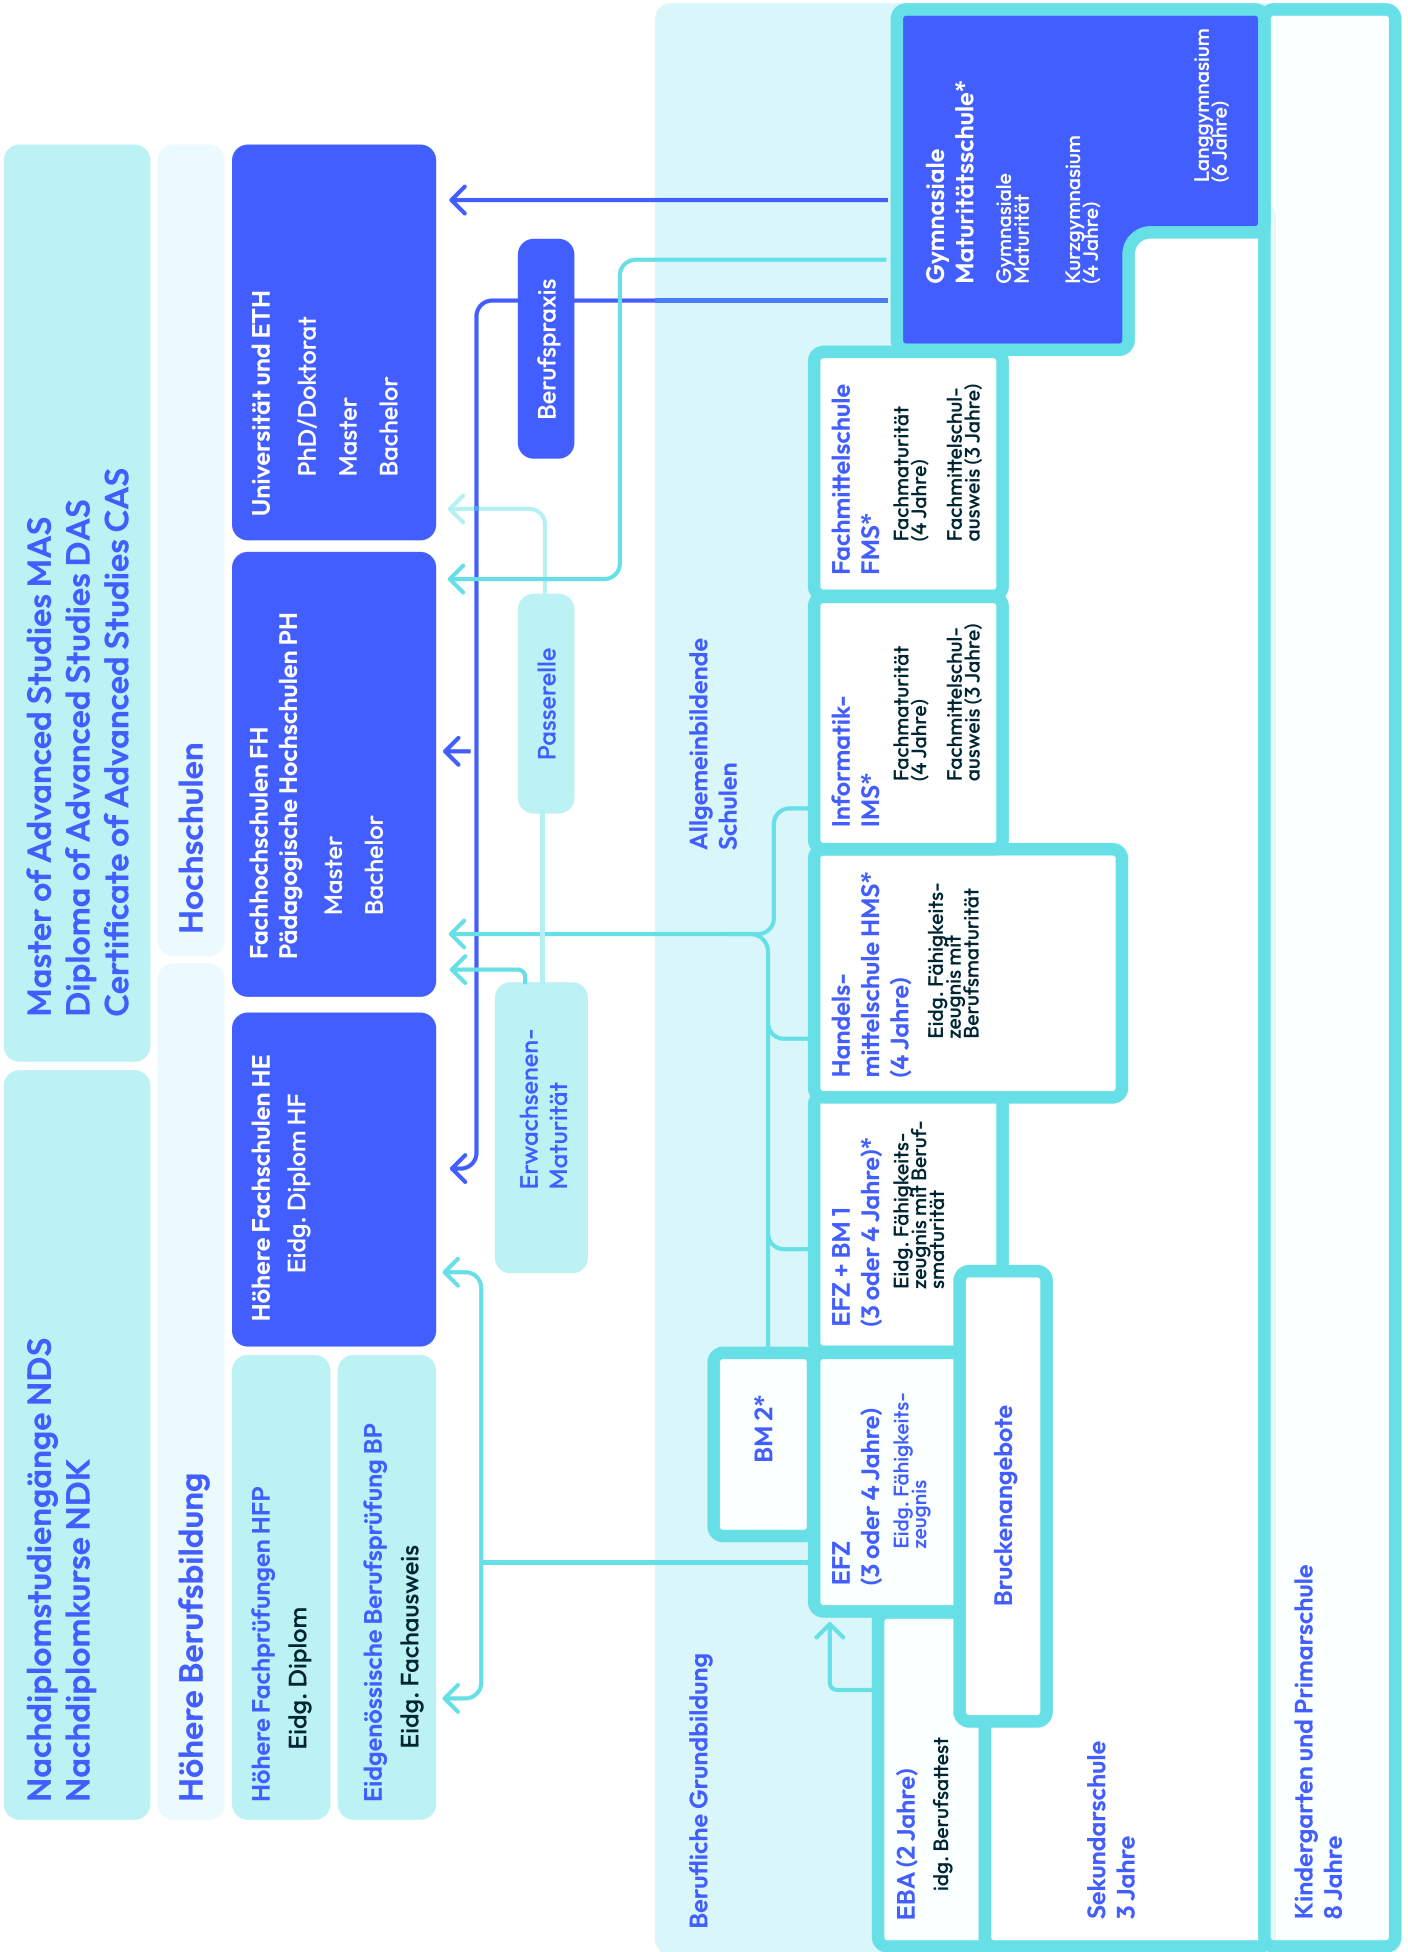 Nachdiplomstudiengänge NDS
Nachdiplomkurse NDK
Master of Advanced Studies MAS
Diploma of Advanced Studies DAS
Certificate of Advanced Studies CAS
Höhere Berufsbildung
Hochschulen
Höhere Fachprüfungen HFP
Eidg. Diplom
Eidgenössische Berufsprüfung BP
Eidg. Fachausweis
Höhere Fachschulen HE
Eidg. Diplom HF
Fachhochschulen FH
Pädagogische Hochschulen PH
Master
Bachelor
Universität und ETH
PhD/Doktorat
Master
Bachelor
Erwachsenen-
Maturität
Passerelle
Berufspraxis
Berufliche Grundbildung
Allgemeinbildende
Schulen
BM 2*
EBA (2 Jahre)
idg. Berufsattest
EFZ
(3 oder 4 Jahre)
Eidg. Fähigkeits-
zeugnis
EFZ + BM 1
(3 oder 4 Jahre)*
Eidg. Fähigkeits-
zeugnis mit Beruf-
smaturität
Handels-
mittelschule HMS*
(4 Jahre)
Eidg. Fähigkeits-
zeugnis mit
Berufsmaturität
Informatik-
IMS*
Fachmaturität
(4 Jahre)
Fachmittelschul-
ausweis (3 Jahre)
Fachmittelschule
FMS*
Fachmaturität
(4 Jahre)
Fachmittelschul-
ausweis (3 Jahre)
Gymnasiale
Maturitätsschule*
Gymnasiale
Maturität
Kurzgymnasium
(4 Jahre)
Langgymnasium
(6 Jahre)
Bruckenangebote
Sekundarschule
3 Jahre
Kindergarten und Primarschule
8 Jahre